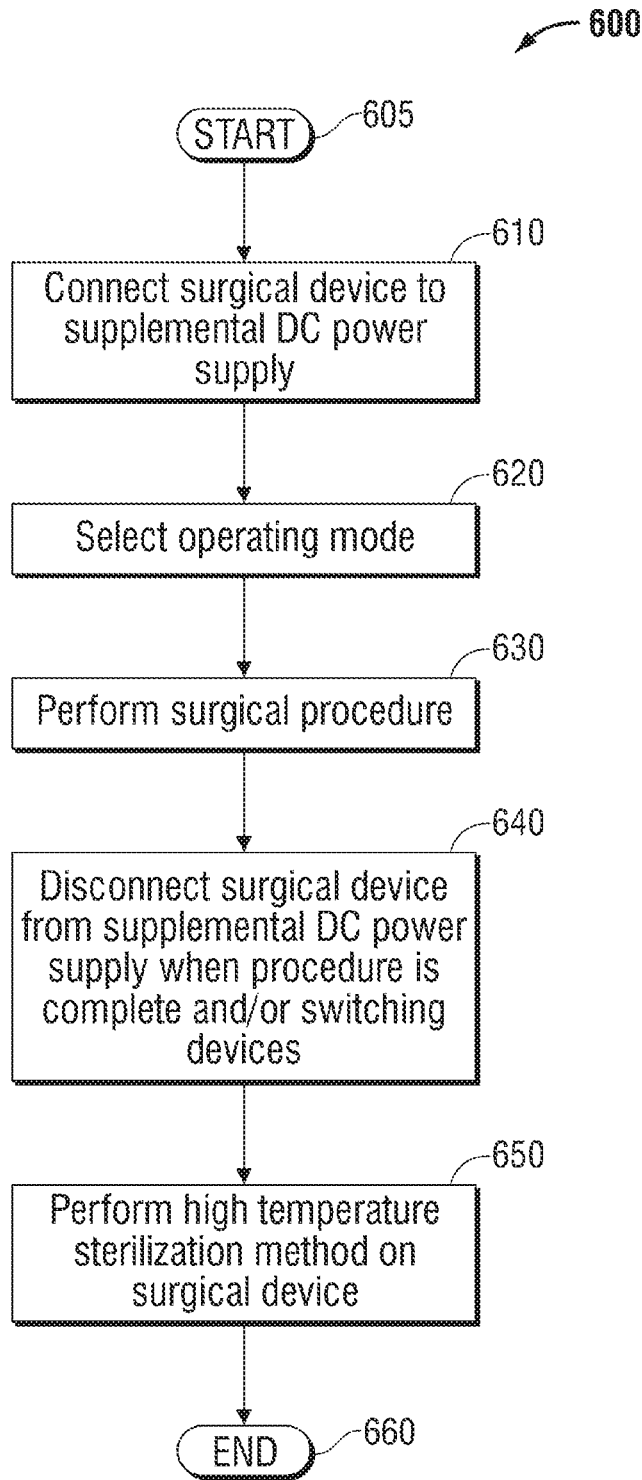 600
START
605
610
Connect surgical device to
supplemental DC power
supply
620
Select operating mode
630
Perform surgical procedure
640
Disconnect surgical device
from supplemental DC power
supply when procedure is
complete and/or switching
devices
650
Perform high temperature
sterilization method on
surgical device
END
660